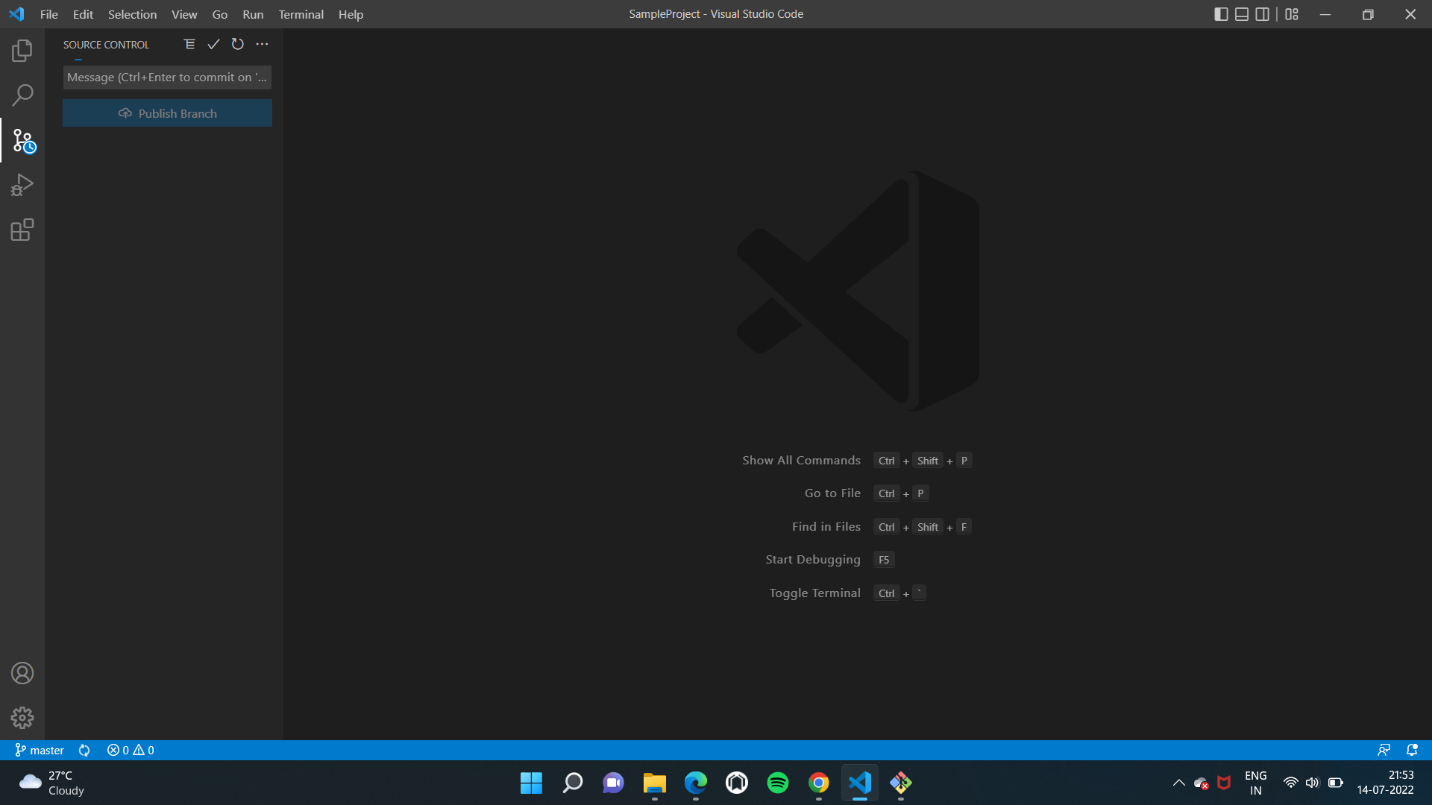 File Edit Selection View Go Run Terminal Help
SampleProject - Visual Studio Code
SOURCE CONTROL
Message (Ctrl+Enter to commit on '...
Publish Branch
Show All Commands Ctrl + Shift + P
Go to File Ctrl + P
Find in Files Ctrl + Shift + F
Start Debugging F5
Toggle Terminal Ctrl + `
master 0 0
27°C
Cloudy
ENG
IN
21:53
14-07-2022